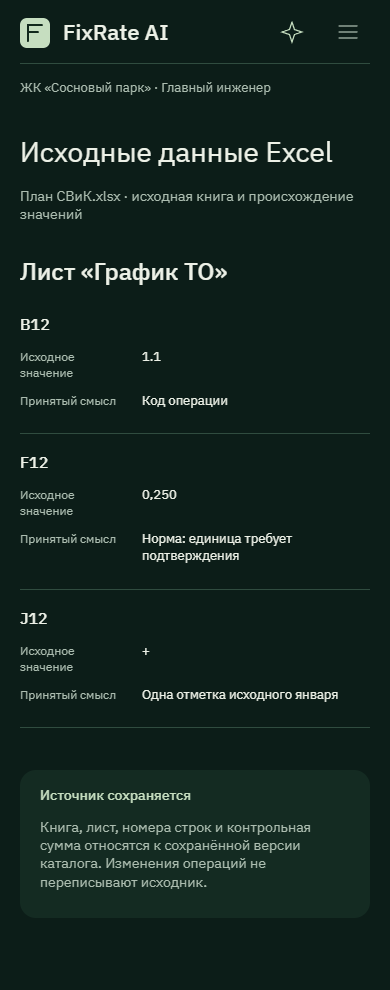 FixRate AI
ЖК «Сосновый парк» · Главный инженер
Исходные данные Excel
План СВиК.xlsx · исходная книга и происхождение
значений
Лист «График ТО»
B12
Исходное
значение
1.1
Принятый смысл
Код операции
F12
Исходное
значение
0,250
Принятый смысл
Норма: единица требует
подтверждения
J12
Исходное
значение
+
Принятый смысл
Одна отметка исходного января
Источник сохраняется
Книга, лист, номера строк и контрольная
сумма относятся к сохранённой версии
каталога. Изменения операций не
переписывают исходник.